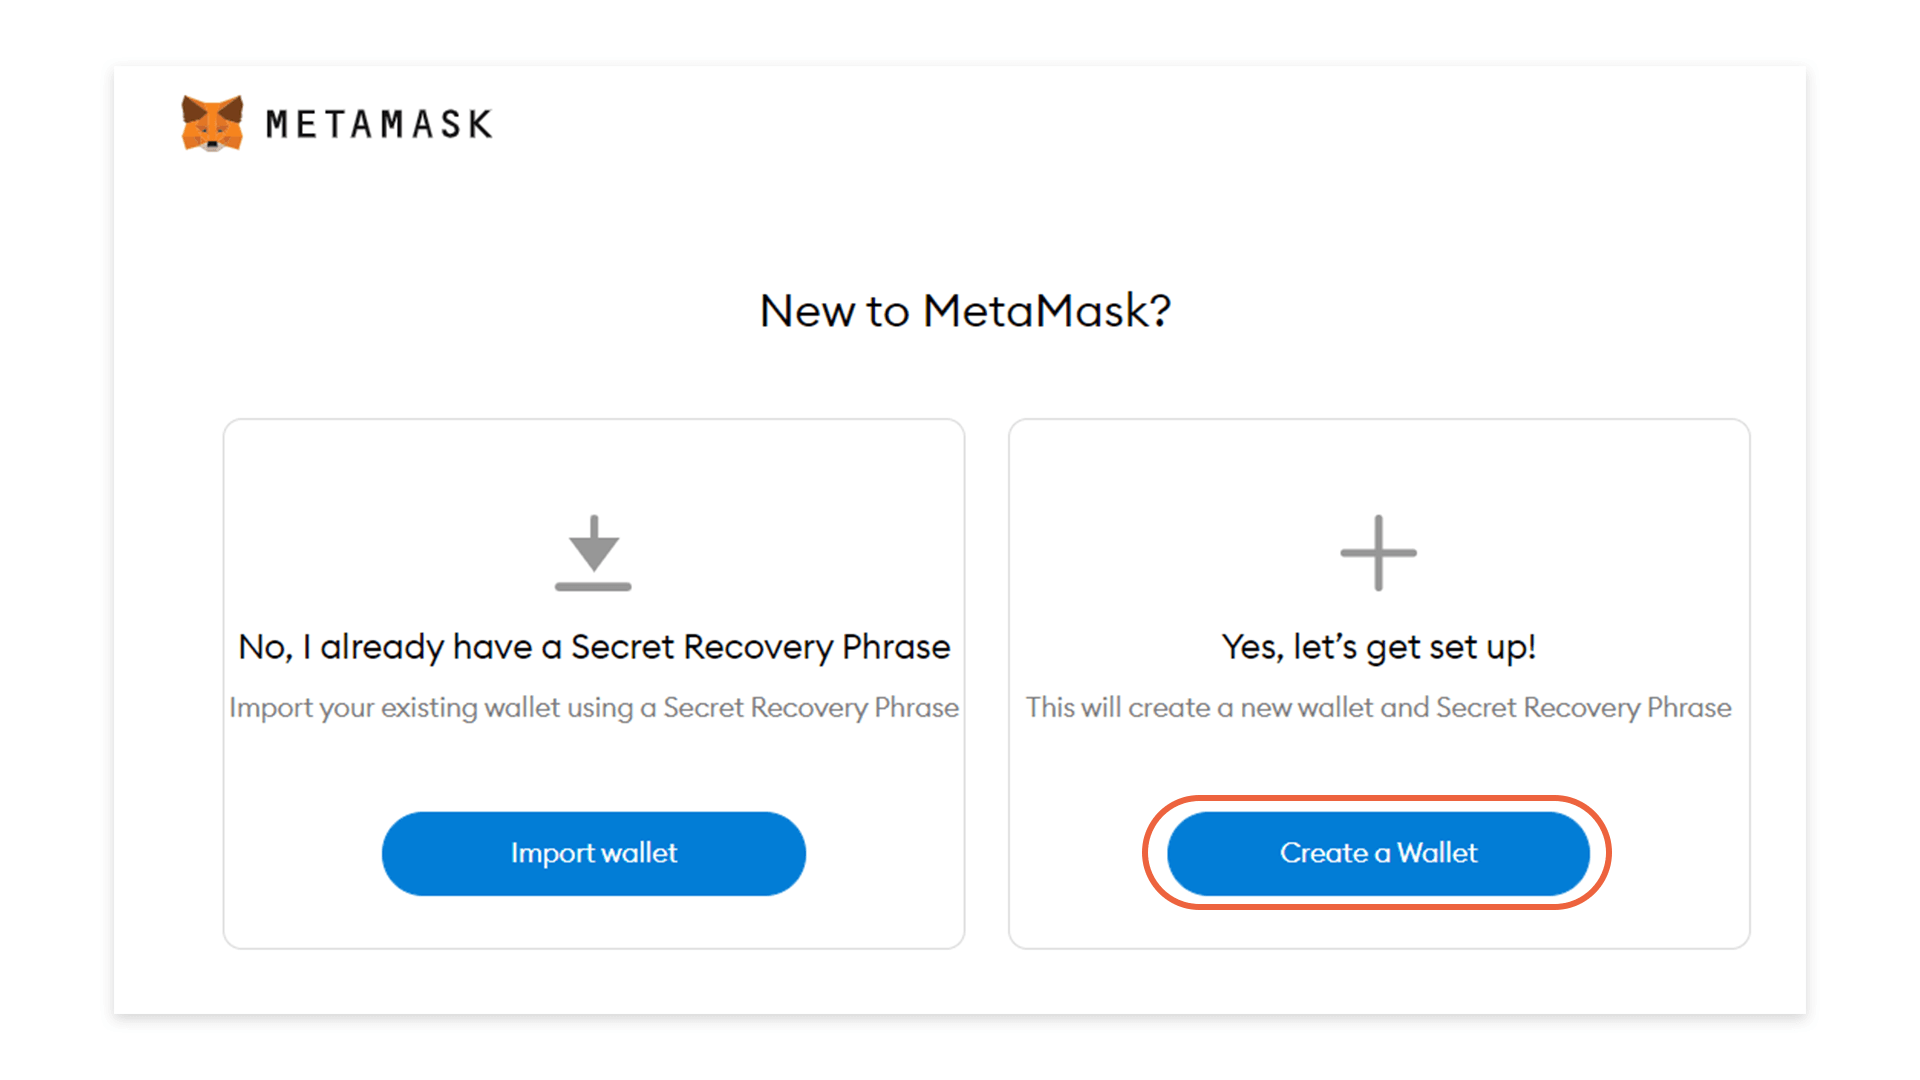 METAMASK
New to MetaMask?
No, I already have a Secret Recovery Phrase
Import your existing wallet using a Secret Recovery Phrase
Import wallet
Yes, let’s get set up!
This will create a new wallet and Secret Recovery Phrase
Create a Wallet